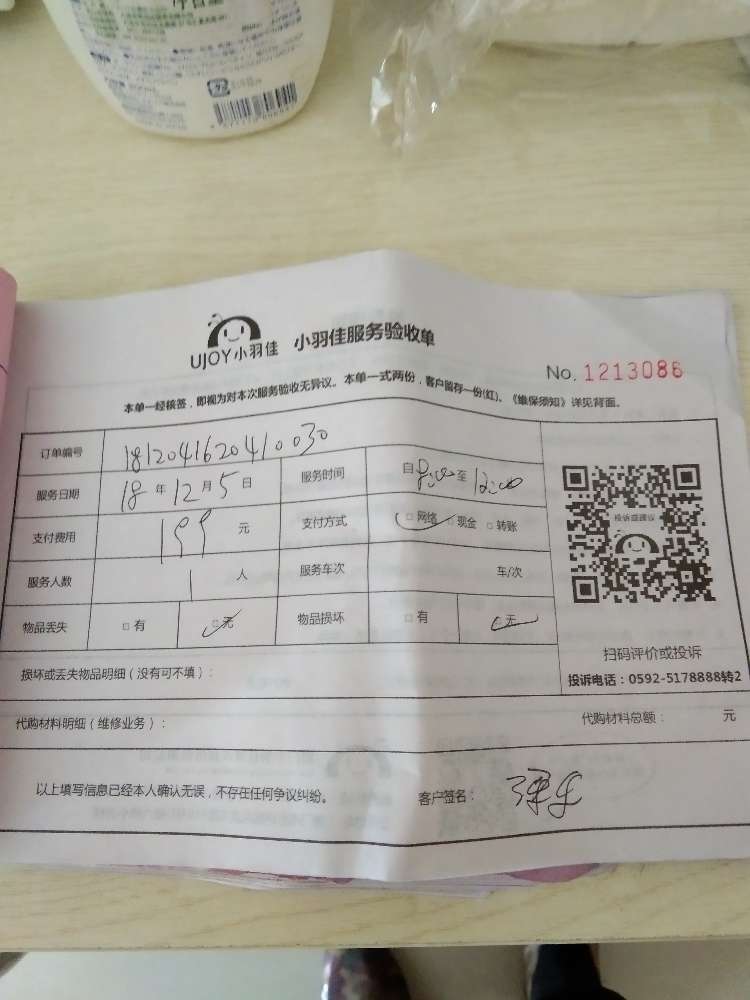 UJOY小羽佳 小羽佳服务验收单
No. 1213086
本单一经核签，即视为对本次服务验收无异议。本单一式两份，客户留存一份(红)。《维保须知》详见背面。
订单编号 1812041620410030
服务日期 18 年 12 月 5 日 服务时间 自 8:00 至 12:00
支付费用 199 元 支付方式 □网络 □现金 □转账
服务人数 1 人 服务车次 车/次
物品丢失 □有 □无 物品损坏 □有 □无
投诉或建议
扫码评价或投诉
投诉电话：0592-5178888转2
损坏或丢失物品明细（没有可不填）：
代购材料明细（维修业务）： 代购材料总额： 元
以上填写信息已经本人确认无误，不存在任何争议纠纷。 客户签名：